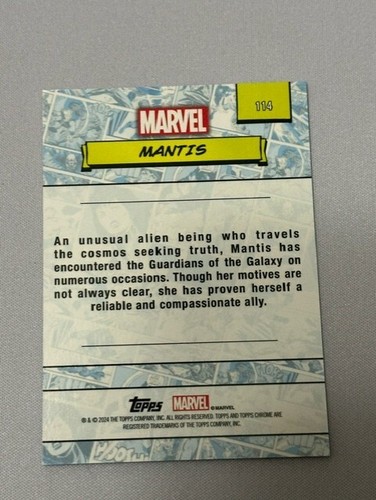 114
MARVEL
MANTIS
An unusual alien being who travels
the cosmos seeking truth, Mantis has
encountered the Guardians of the Galaxy on
numerous occasions. Though her motives are
not always clear, she has proven herself a
reliable and compassionate ally.
Topps MARVEL © MARVEL
® & © 2024 THE TOPPS COMPANY, INC. ALL RIGHTS RESERVED. TOPPS AND TOPPS CHROME ARE
REGISTERED TRADEMARKS OF THE TOPPS COMPANY, INC.